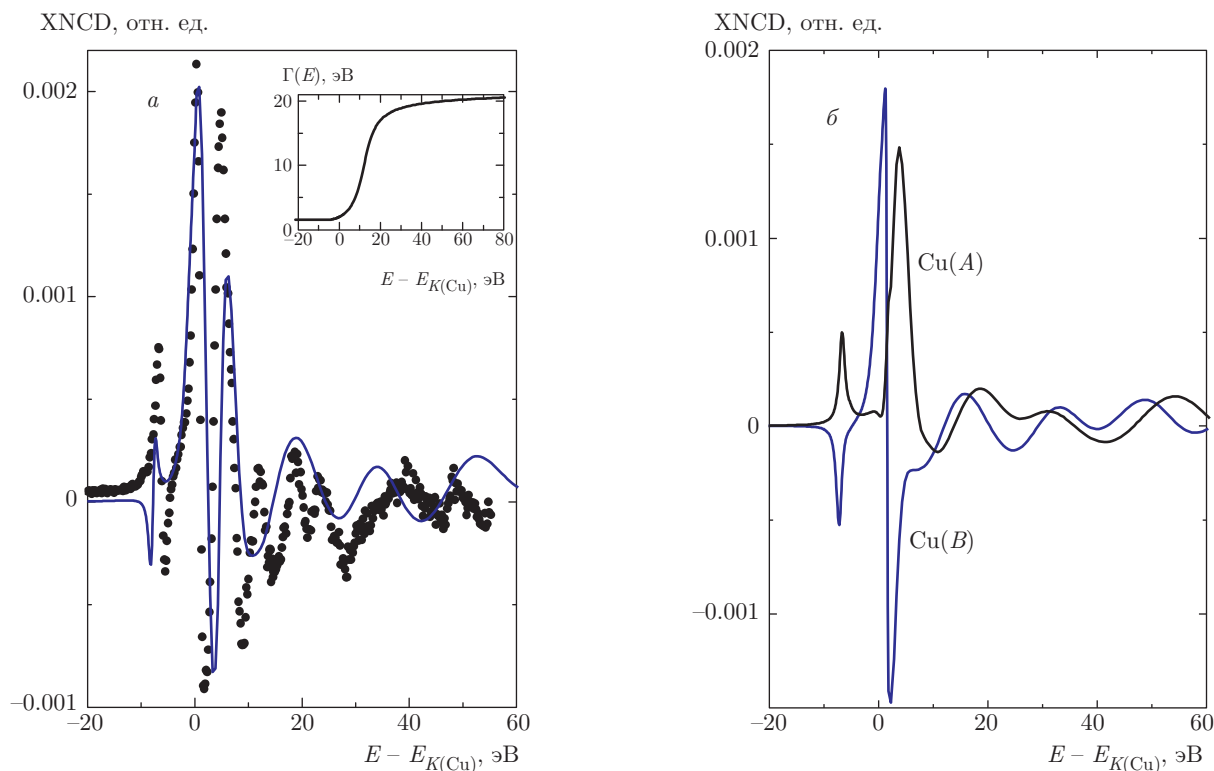 XNCD, отн. ед.
а
0.002
0.001
0
–0.001
–20
0
20
40
60
E – E_K(Cu), эВ
Γ(E), эВ
20
10
0
–20
0
20
40
60
80
E – E_K(Cu), эВ
XNCD, отн. ед.
б
0.002
0.001
0
–0.001
Cu(A)
Cu(B)
–20
0
20
40
60
E – E_K(Cu), эВ